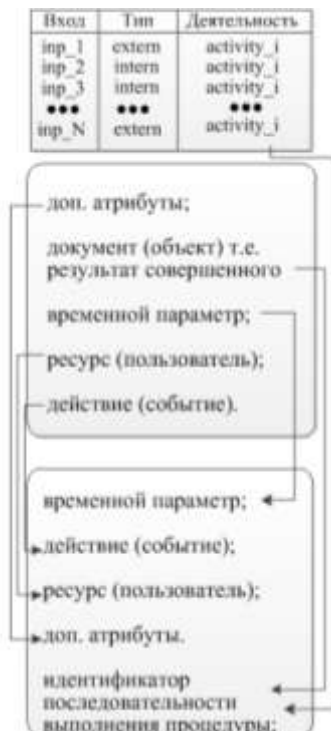 Вход Тип Деятельность
inp_1 extern activity_i
inp_2 intern activity_i
inp_3 intern activity_i
●●● ●●● ●●●
inp_N extern activity_i
доп. атрибуты;
документ (объект) т.е.
результат совершенного
временной параметр;
ресурс (пользователь);
действие (событие).
временной параметр;
действие (событие);
ресурс (пользователь);
доп. атрибуты.
идентификатор
последовательности
выполнения процедуры;